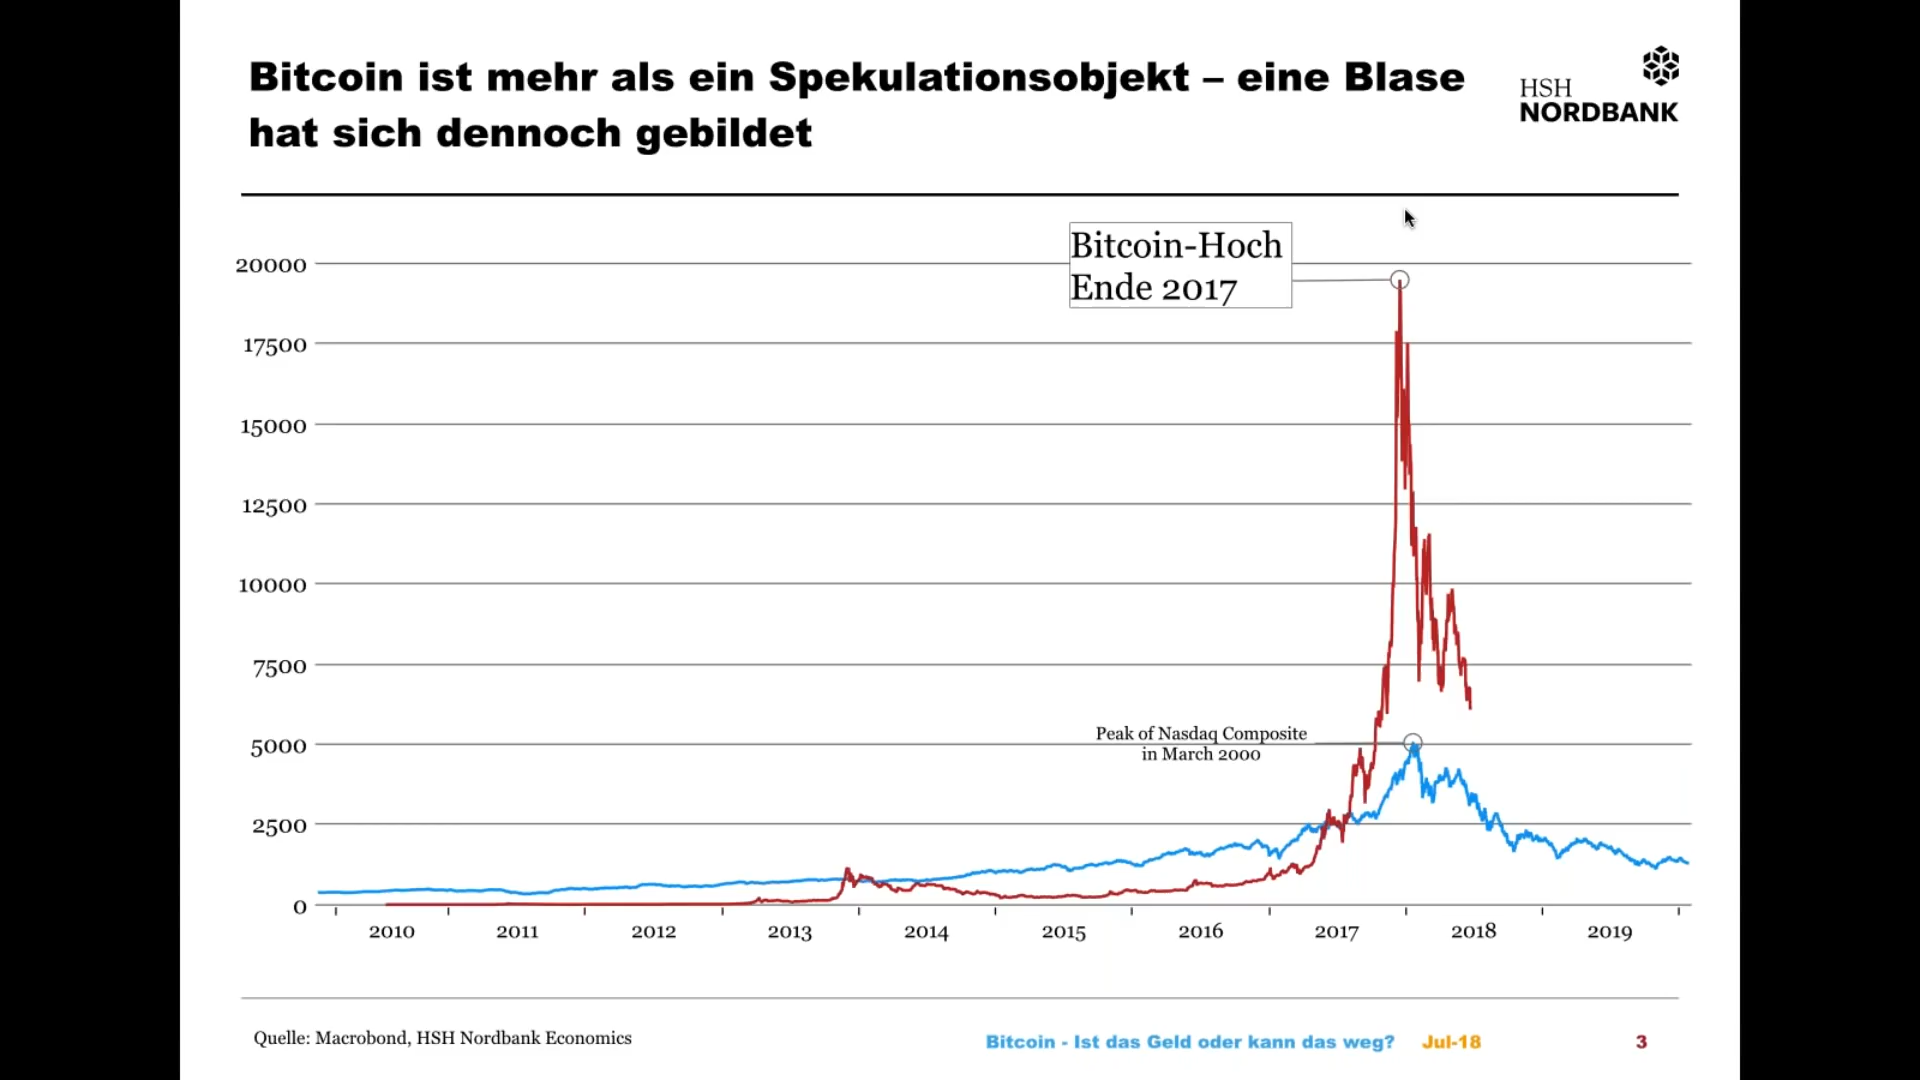 Bitcoin ist mehr als ein Spekulationsobjekt – eine Blase
hat sich dennoch gebildet
HSH
NORDBANK
Bitcoin-Hoch
Ende 2017
20000
17500
15000
12500
10000
7500
5000
2500
0
Peak of Nasdaq Composite
in March 2000
2010 2011 2012 2013 2014 2015 2016 2017 2018 2019
Quelle: Macrobond, HSH Nordbank Economics
Bitcoin - Ist das Geld oder kann das weg? Jul-18 3